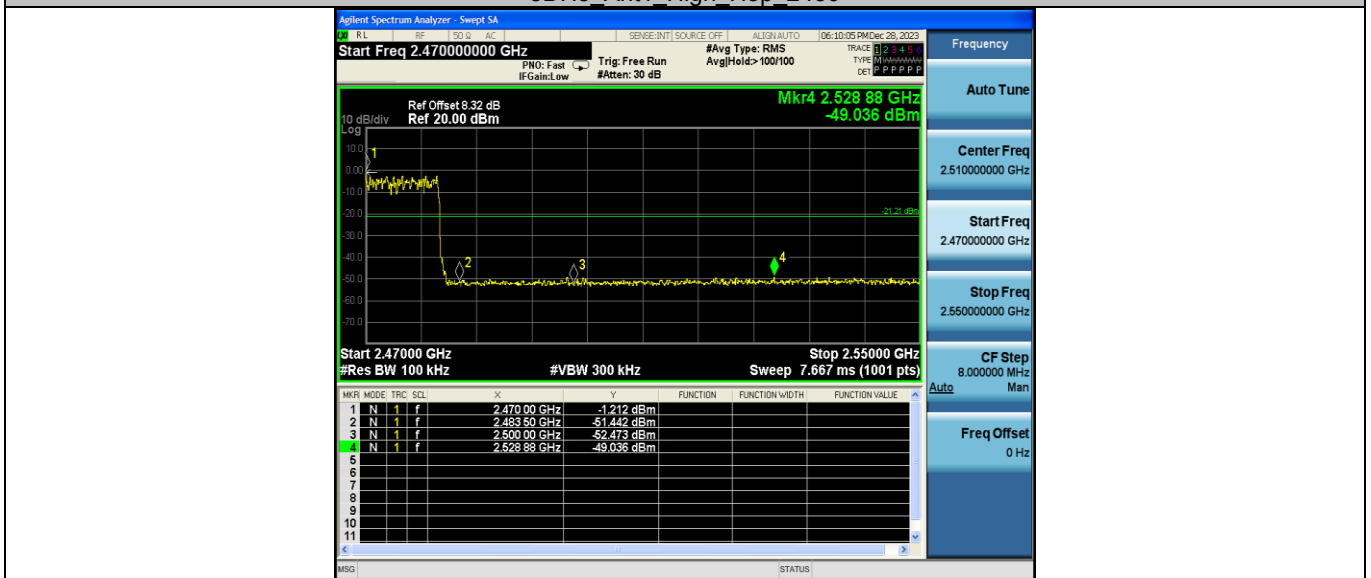 Agilent Spectrum Analyzer - Swept SA
RL RF 50 Ω AC SENSE:INT SOURCE OFF ALIGN AUTO 06:10:05 PM Dec 28, 2023
Start Freq 2.470000000 GHz
PNO: Fast
IFGain:Low
Trig: Free Run
#Atten: 30 dB
#Avg Type: RMS
Avg|Hold:>100/100
TRACE 1 2 3 4 5 6
TYPE M
DET P P P P P P
Ref Offset 8.32 dB
Ref 20.00 dBm
10 dB/div
Log
Mkr4 2.528 88 GHz
-49.036 dBm
10.0
0.00
-10.0
-20.0
-30.0
-40.0
-50.0
-60.0
-70.0
-21.21 dBm
1
2
3
4
Start 2.47000 GHz
Stop 2.55000 GHz
#Res BW 100 kHz
#VBW 300 kHz
Sweep 7.667 ms (1001 pts)
MKR MODE TRC SCL X Y FUNCTION FUNCTION WIDTH FUNCTION VALUE
1 N 1 f 2.470 00 GHz -1.212 dBm
2 N 1 f 2.483 50 GHz -51.442 dBm
3 N 1 f 2.500 00 GHz -52.473 dBm
4 N 1 f 2.528 88 GHz -49.036 dBm
5
6
7
8
9
10
11
MSG
STATUS
Frequency
Auto Tune
Center Freq
2.510000000 GHz
Start Freq
2.470000000 GHz
Stop Freq
2.550000000 GHz
CF Step
8.000000 MHz
Auto Man
Freq Offset
0 Hz